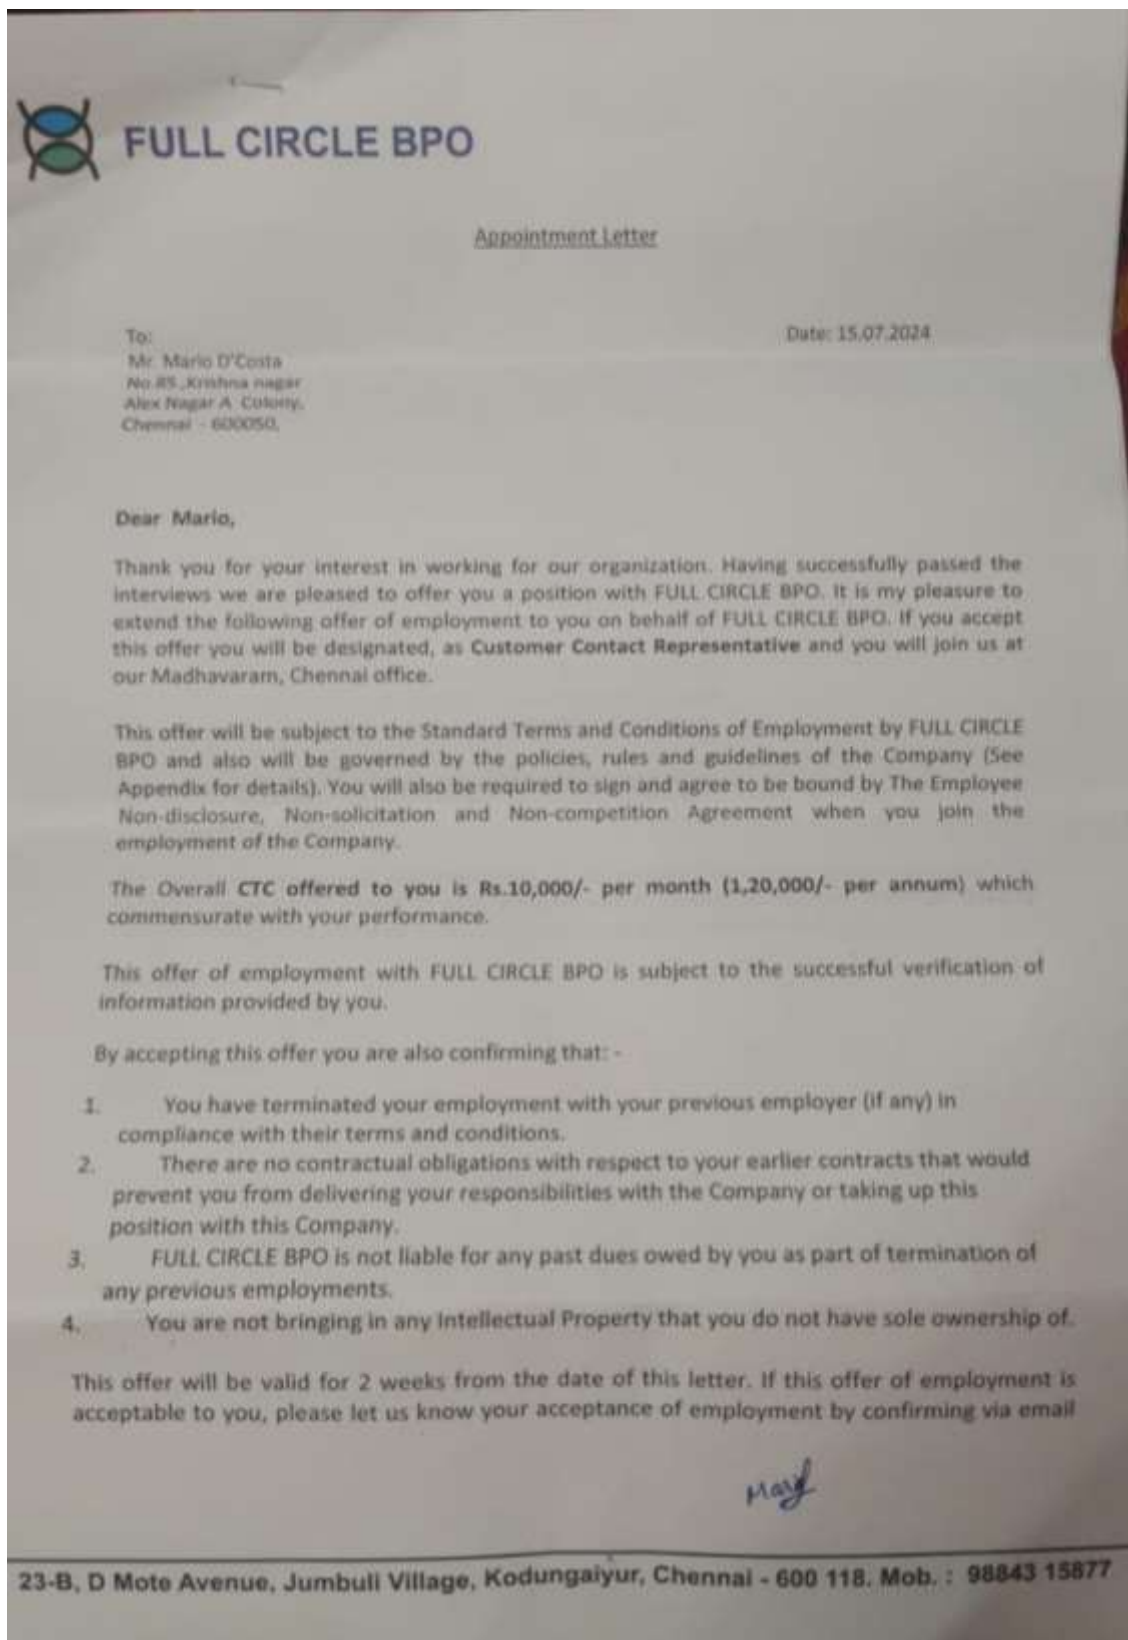 FULL CIRCLE BPO
Appointment Letter
To:
Date: 15.07.2024
Mr. Mario D'Costa
No.85 ,Krishna nagar
Alex Nagar A Colony,
Chennai - 600050,
Dear Mario,
Thank you for your interest in working for our organization. Having successfully passed the
interviews we are pleased to offer you a position with FULL CIRCLE BPO. It is my pleasure to
extend the following offer of employment to you on behalf of FULL CIRCLE BPO. If you accept
this offer you will be designated, as Customer Contact Representative and you will join us at
our Madhavaram, Chennai office.
This offer will be subject to the Standard Terms and Conditions of Employment by FULL CIRCLE
BPO and also will be governed by the policies, rules and guidelines of the Company (See
Appendix for details). You will also be required to sign and agree to be bound by The Employee
Non-disclosure, Non-solicitation and Non-competition Agreement when you join the
employment of the Company.
The Overall CTC offered to you is Rs.10,000/- per month (1,20,000/- per annum) which
commensurate with your performance.
This offer of employment with FULL CIRCLE BPO is subject to the successful verification of
information provided by you.
By accepting this offer you are also confirming that: -
1. You have terminated your employment with your previous employer (if any) in
compliance with their terms and conditions.
2. There are no contractual obligations with respect to your earlier contracts that would
prevent you from delivering your responsibilities with the Company or taking up this
position with this Company.
3. FULL CIRCLE BPO is not liable for any past dues owed by you as part of termination of
any previous employments.
4. You are not bringing in any Intellectual Property that you do not have sole ownership of.
This offer will be valid for 2 weeks from the date of this letter. If this offer of employment is
acceptable to you, please let us know your acceptance of employment by confirming via email
23-B, D Mote Avenue, Jumbuli Village, Kodungaiyur, Chennai - 600 118. Mob. : 98843 15877